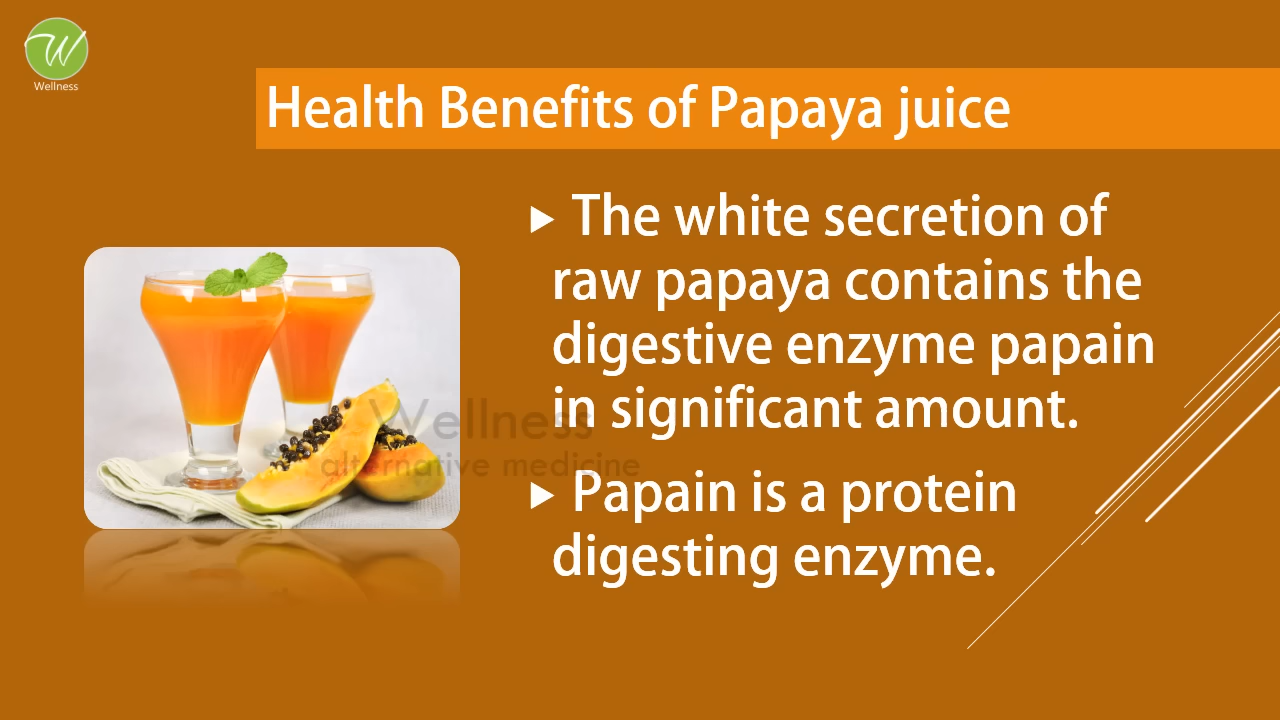 W
Wellness
Health Benefits of Papaya juice
The white secretion of
raw papaya contains the
digestive enzyme papain
in significant amount.
Papain is a protein
digesting enzyme.
Wellness
alternative medicine